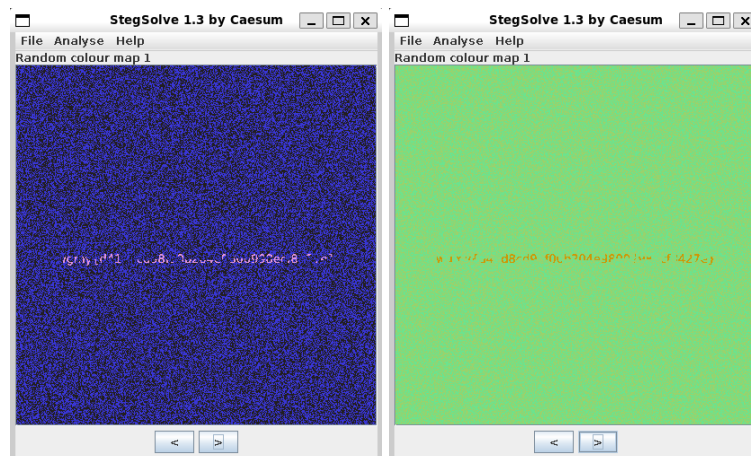 StegSolve 1.3 by Caesum
File Analyse Help
Random colour map 1
< >
StegSolve 1.3 by Caesum
File Analyse Help
Random colour map 1
< >